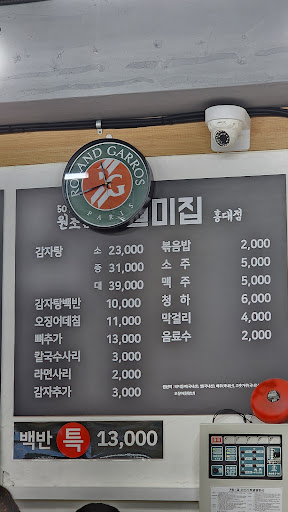 ROLAND GARROS
PARIS
50
원조
미집 홍대점
감자탕 소 23,000
중 31,000
대 39,000
감자탕백반 10,000
오징어데침 11,000
뼈추가 13,000
칼국수사리 3,000
라면사리 2,000
감자추가 3,000
볶음밥 2,000
소주 5,000
맥주 5,000
청하 6,000
막걸리 4,000
음료수 2,000
백반 특 13,000